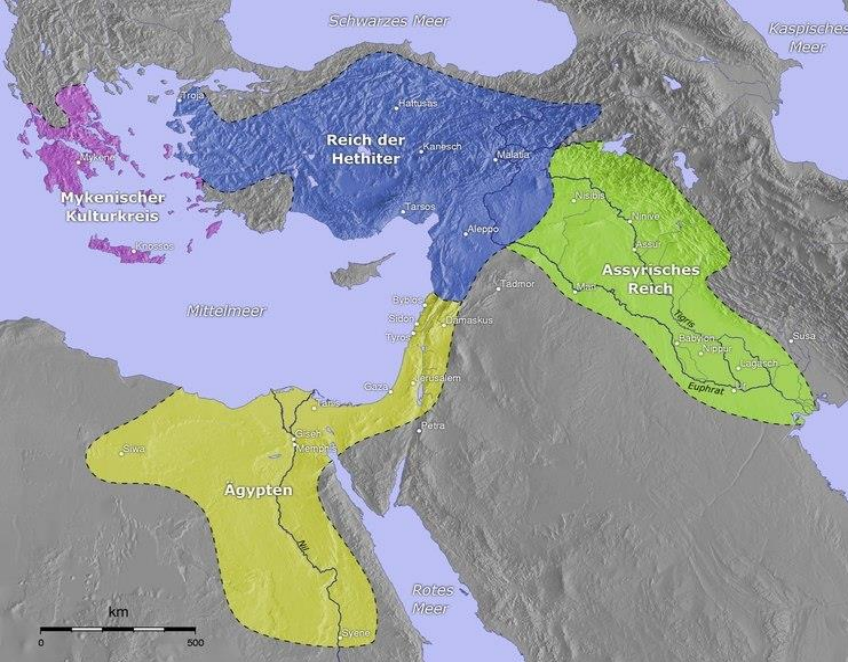 Schwarzes Meer
Kaspisches
Meer
Troja
Hattusas
Reich der
Hethiter
Kanesch
Malatia
Mykene
Mykenischer
Kulturkreis
Knossos
Tarsos
Aleppo
Nisibis
Ninive
Assur
Assyrisches
Reich
Mari
Tigris
Babylon
Nippur
Lagasch
Susa
Ur
Euphrat
Mittelmeer
Tadmor
Byblos
Sidon
Damaskus
Tyros
Gaza
Jerusalem
Petra
Tanis
Siwa
Giseh
Memphis
Ägypten
Nil
Rotes
Meer
Syene
km
0
500